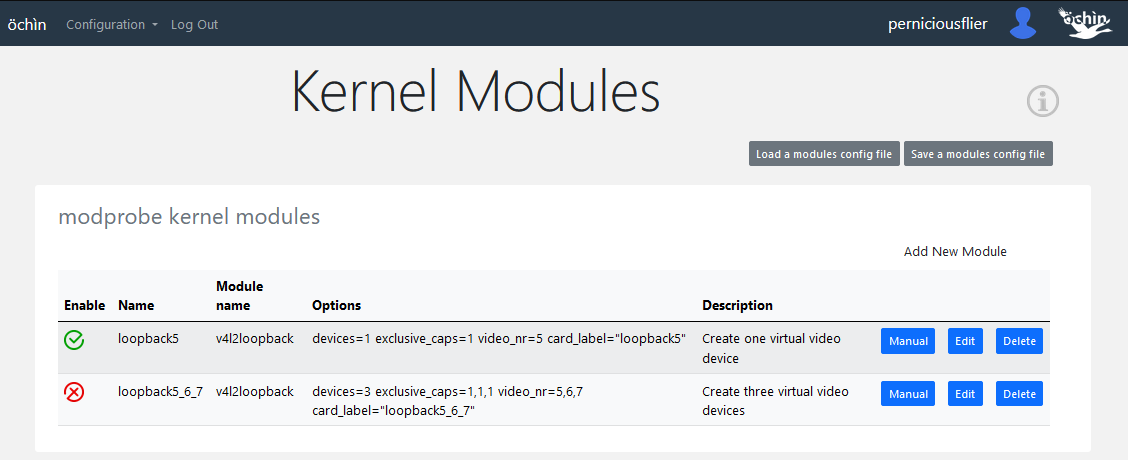 öchìn Configuration Log Out perniciousflier öchìn
Kernel Modules
Load a modules config file Save a modules config file
modprobe kernel modules
Add New Module
Enable Name Module name Options Description
loopback5 v4l2loopback devices=1 exclusive_caps=1 video_nr=5 card_label="loopback5" Create one virtual video
device
Manual Edit Delete
loopback5_6_7 v4l2loopback devices=3 exclusive_caps=1,1,1 video_nr=5,6,7
card_label="loopback5_6_7"
Create three virtual video
devices
Manual Edit Delete